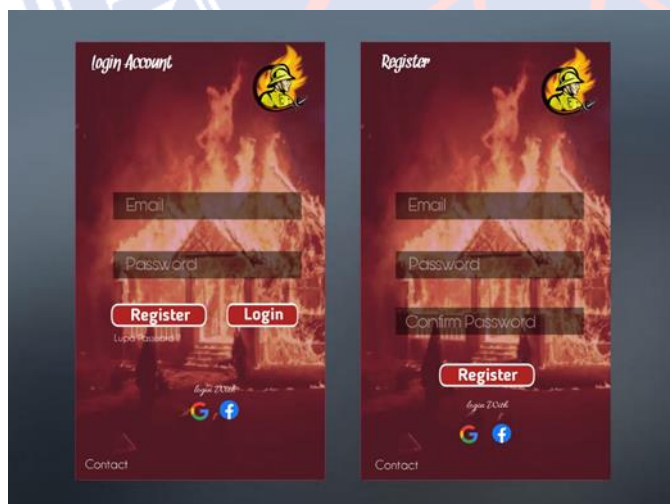 Login Account
Email
Password
Register
Login
Lupa Password ?
login With
Contact
Register
Email
Password
Confirm Password
Register
login With
Contact